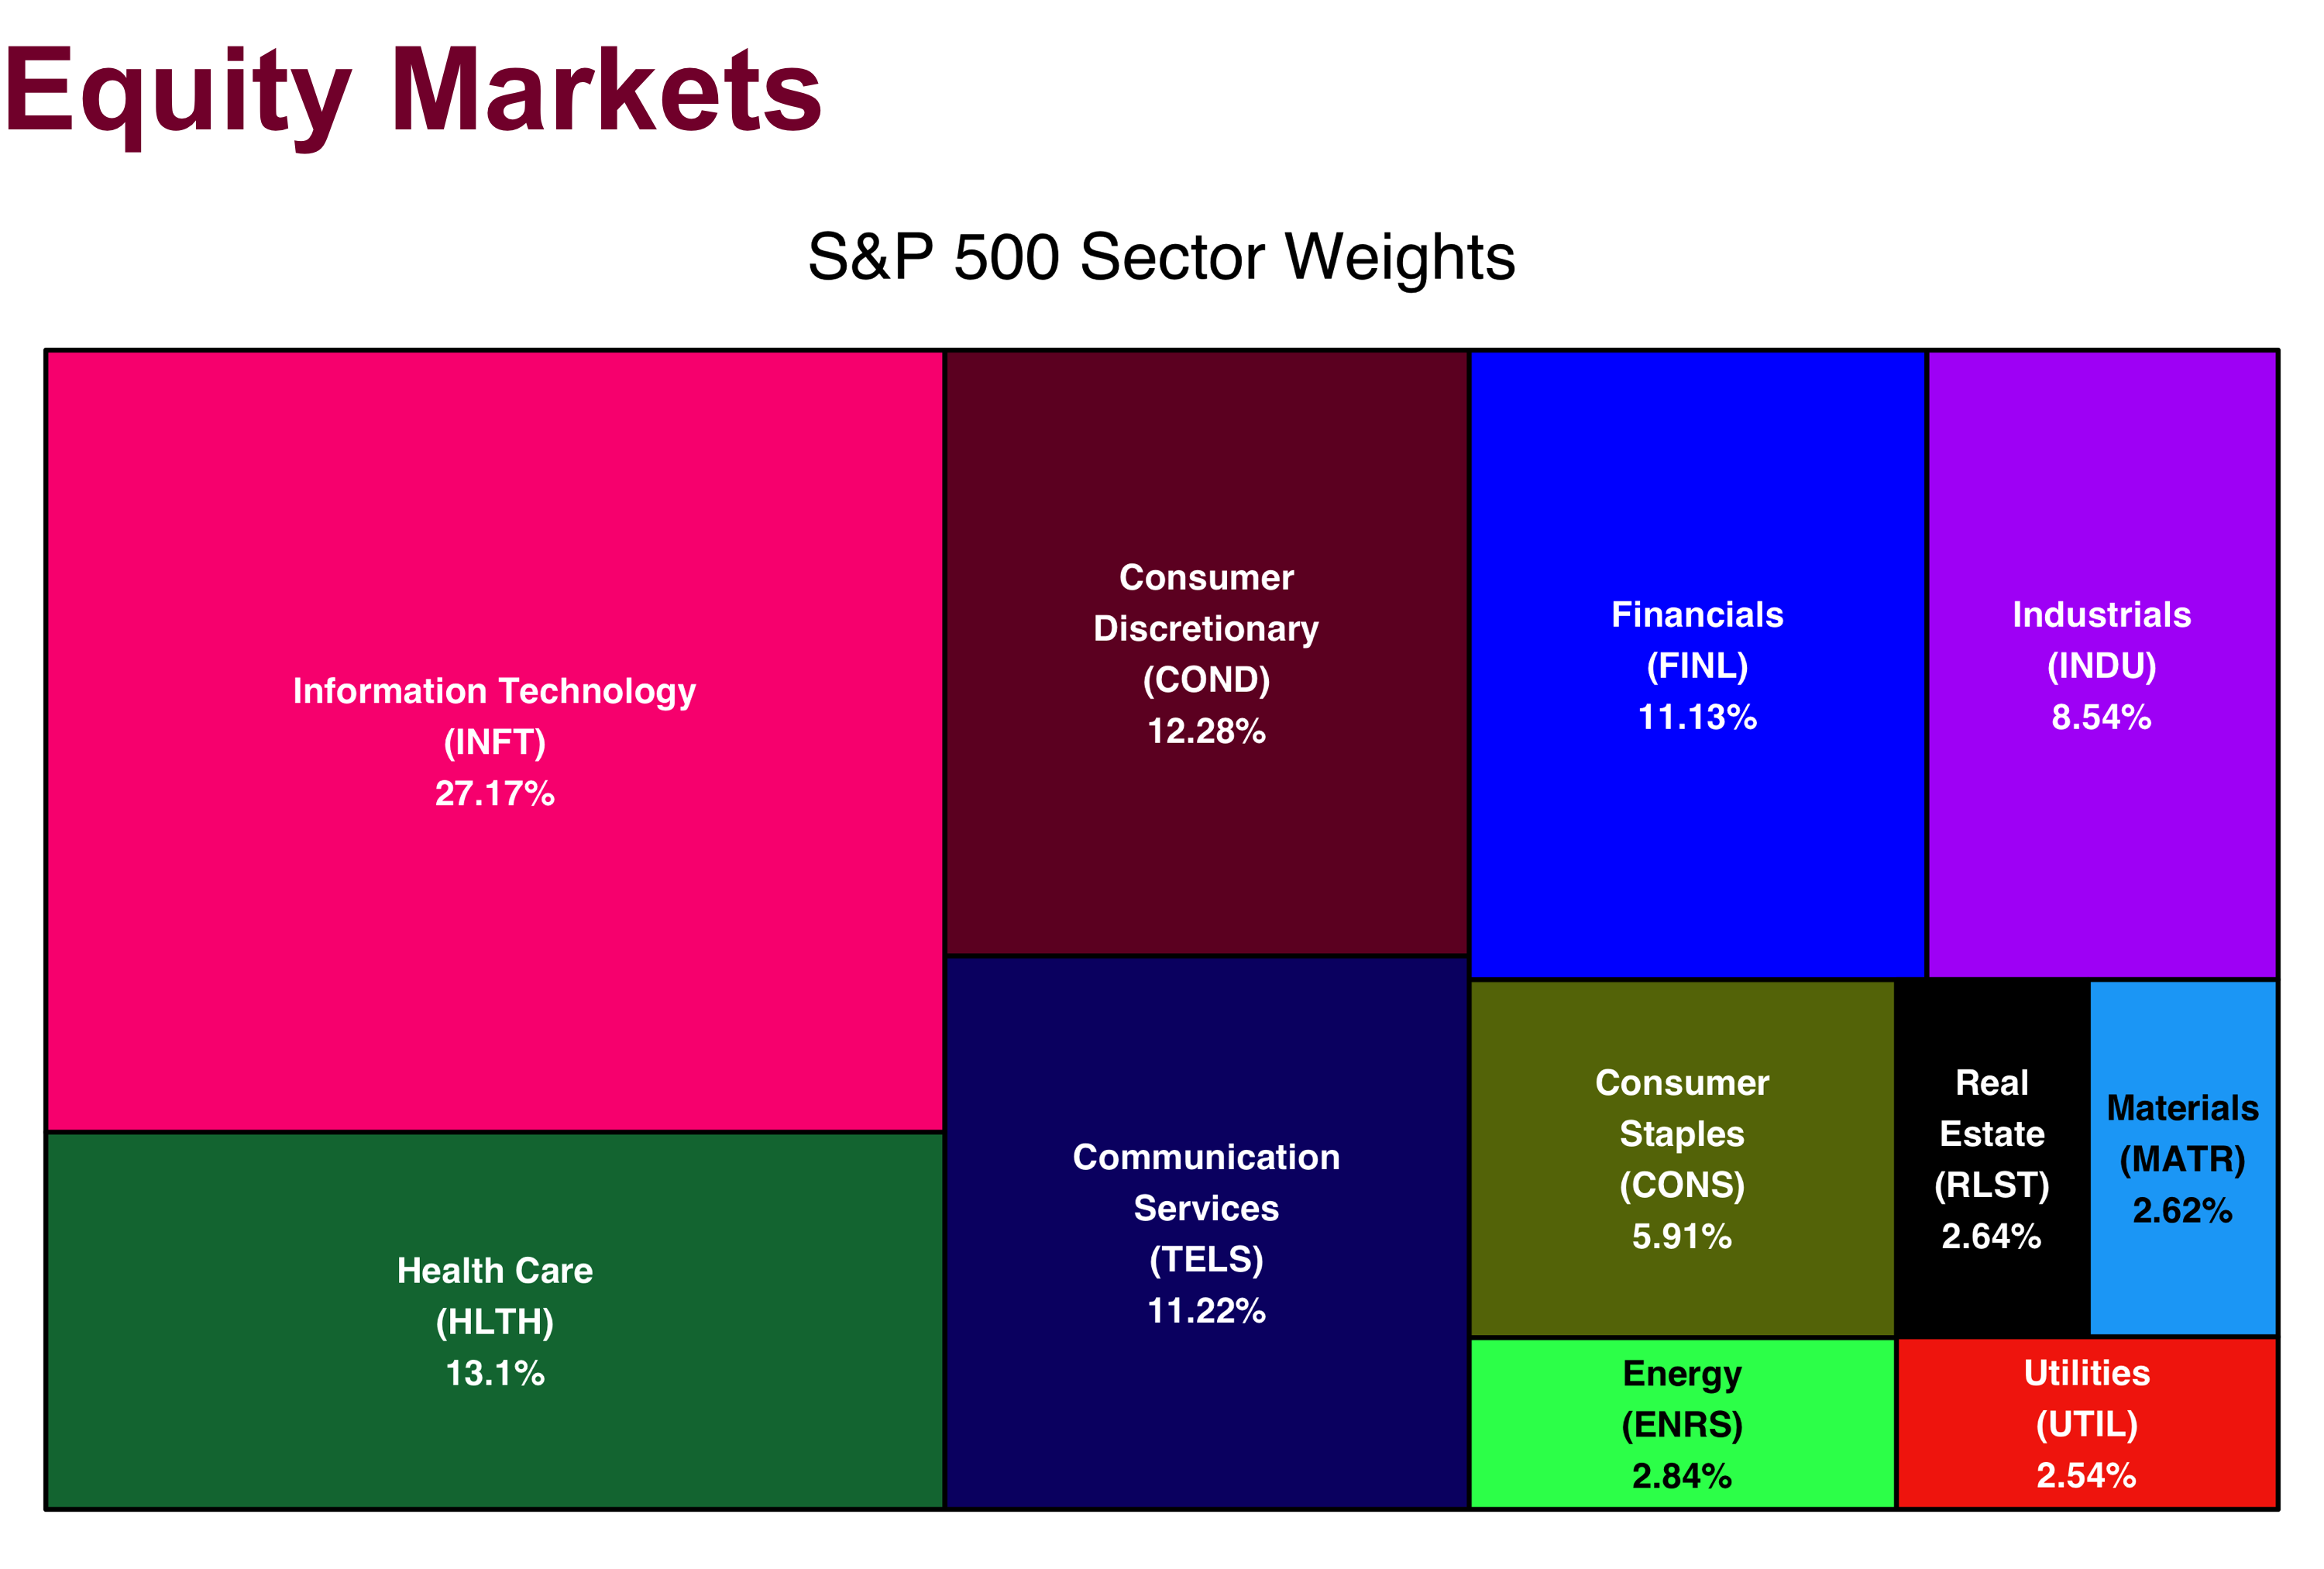 Equity Markets
S&P 500 Sector Weights
Information Technology
(INFT)
27.17%
Health Care
(HLTH)
13.1%
Consumer
Discretionary
(COND)
12.28%
Communication
Services
(TELS)
11.22%
Financials
(FINL)
11.13%
Industrials
(INDU)
8.54%
Consumer
Staples
(CONS)
5.91%
Real
Estate
(RLST)
2.64%
Materials
(MATR)
2.62%
Energy
(ENRS)
2.84%
Utilities
(UTIL)
2.54%